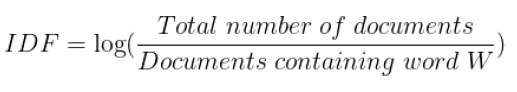 IDF = log(Total number of documents / Documents containing word W)